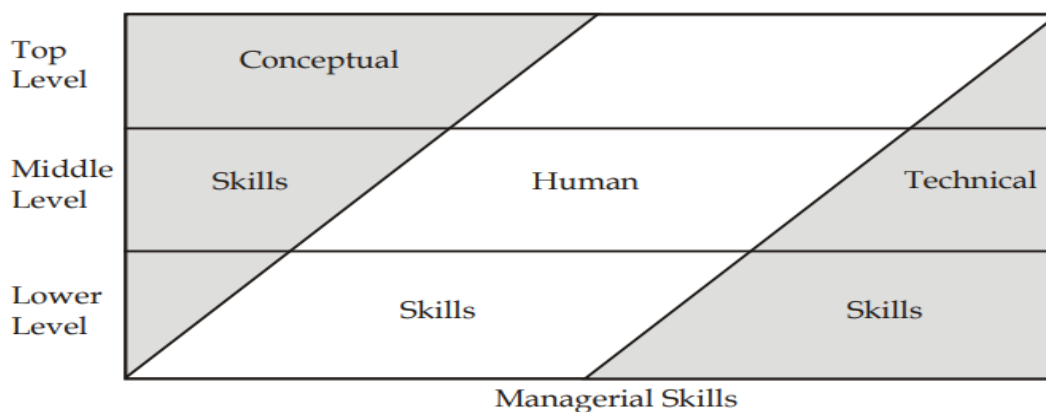 Top
Level
Conceptual
Middle
Level
Skills
Human
Technical
Lower
Level
Skills
Skills
Managerial Skills